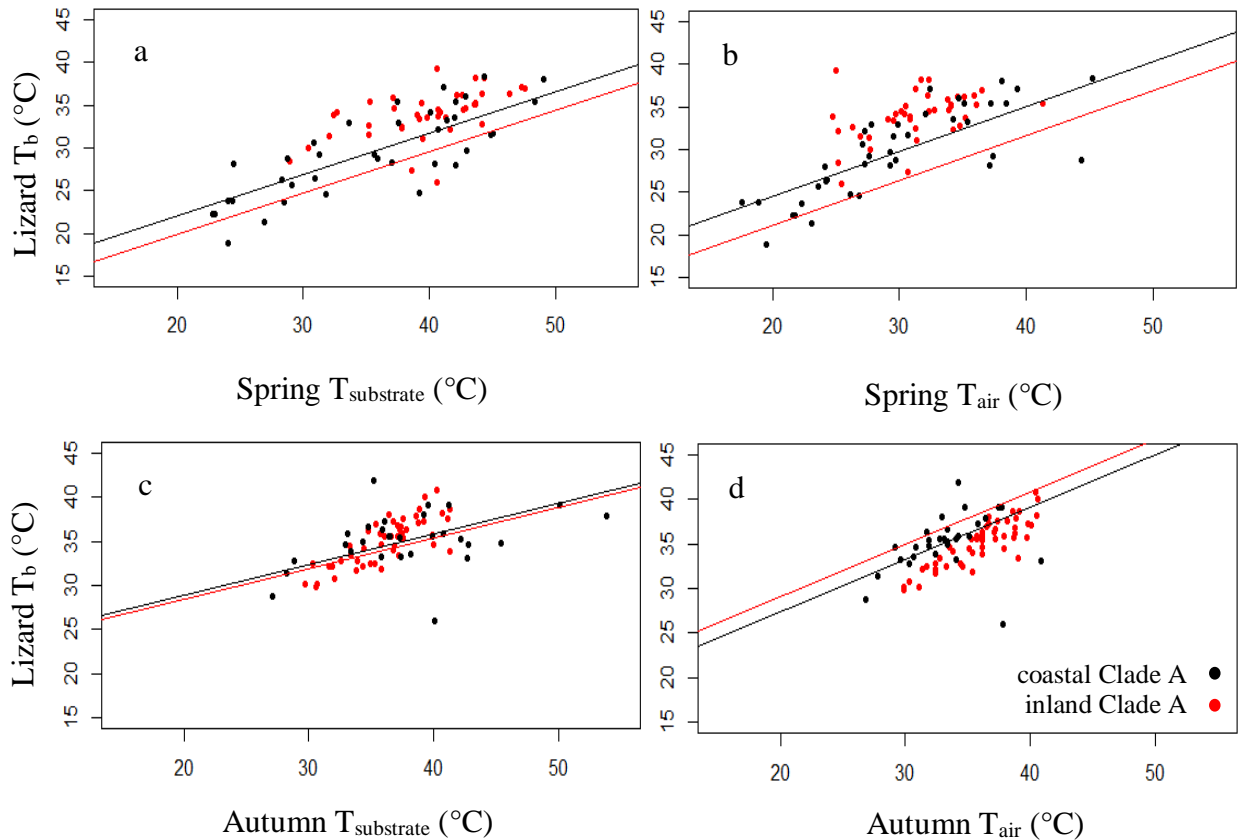 a
b
Lizard Tb (°C)
45
40
35
30
25
20
15
45
40
35
30
25
20
15
20 30 40 50
20 30 40 50
Spring Tsubstrate (°C)
Spring Tair (°C)
c
d
Lizard Tb (°C)
45
40
35
30
25
20
15
45
40
35
30
25
20
15
coastal Clade A
inland Clade A
20 30 40 50
20 30 40 50
Autumn Tsubstrate (°C)
Autumn Tair (°C)